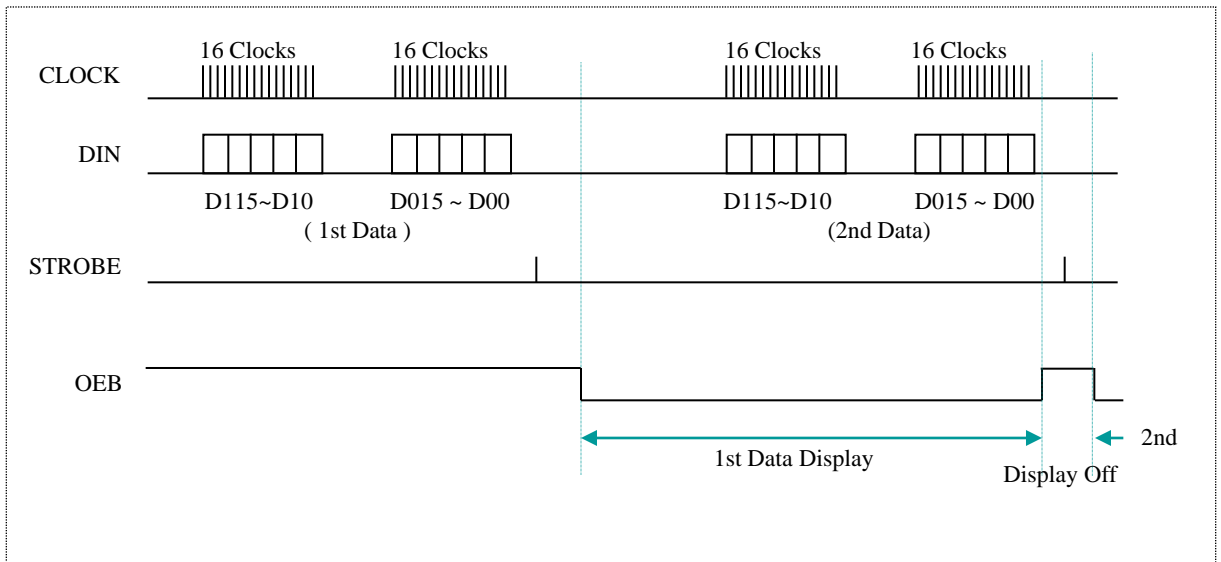 16 Clocks 16 Clocks 16 Clocks 16 Clocks
CLOCK
DIN
D115~D10 D015 ~ D00 D115~D10 D015 ~ D00
( 1st Data ) (2nd Data)
STROBE
OEB
2nd
1st Data Display
Display Off